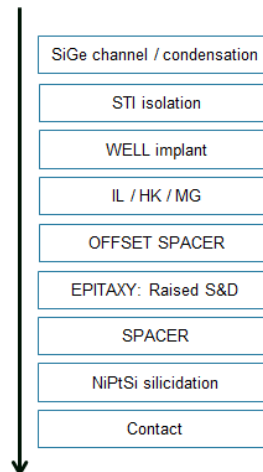 SiGe channel / condensation
STI isolation
WELL implant
IL / HK / MG
OFFSET SPACER
EPITAXY: Raised S&D
SPACER
NiPtSi silicidation
Contact